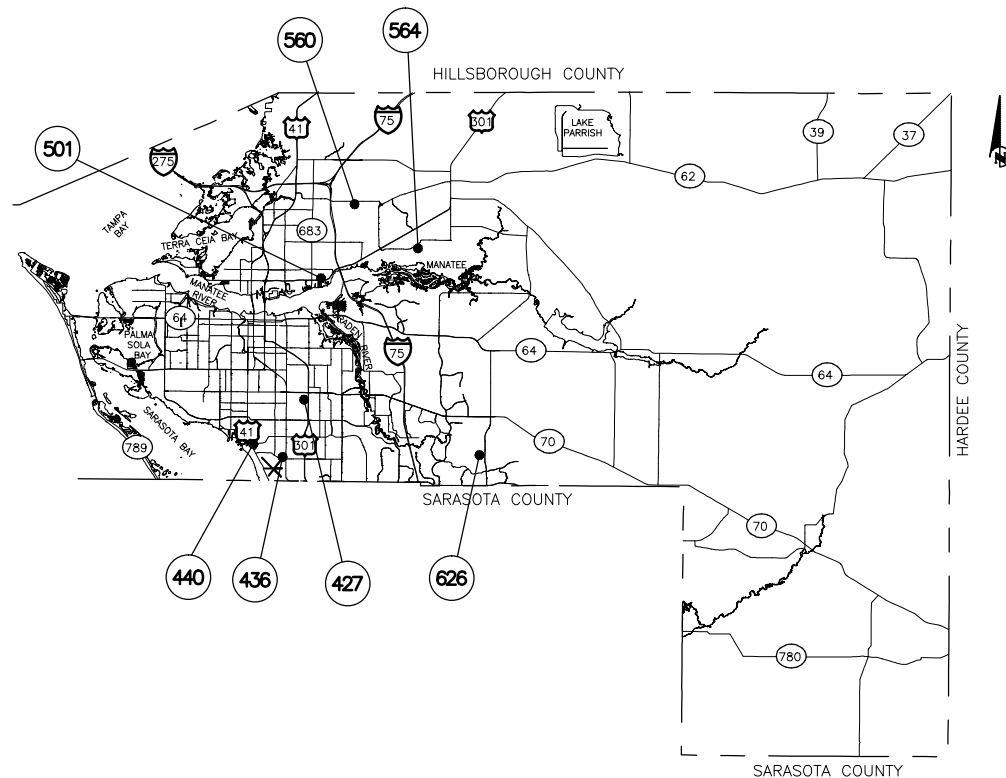 560
564
HILLSBOROUGH COUNTY
501
41
75
301
LAKE
PARRISH
39
37
N
275
62
TAMPA
BAY
TERRA CEIA BAY
683
MANATEE
MANATEE
RIVER
64
BRADEN RIVER
PALMA
SOLA
BAY
75
64
64
HARDEE COUNTY
SARASOTA BAY
41
301
789
70
SARASOTA COUNTY
70
440
436
427
626
780
SARASOTA COUNTY